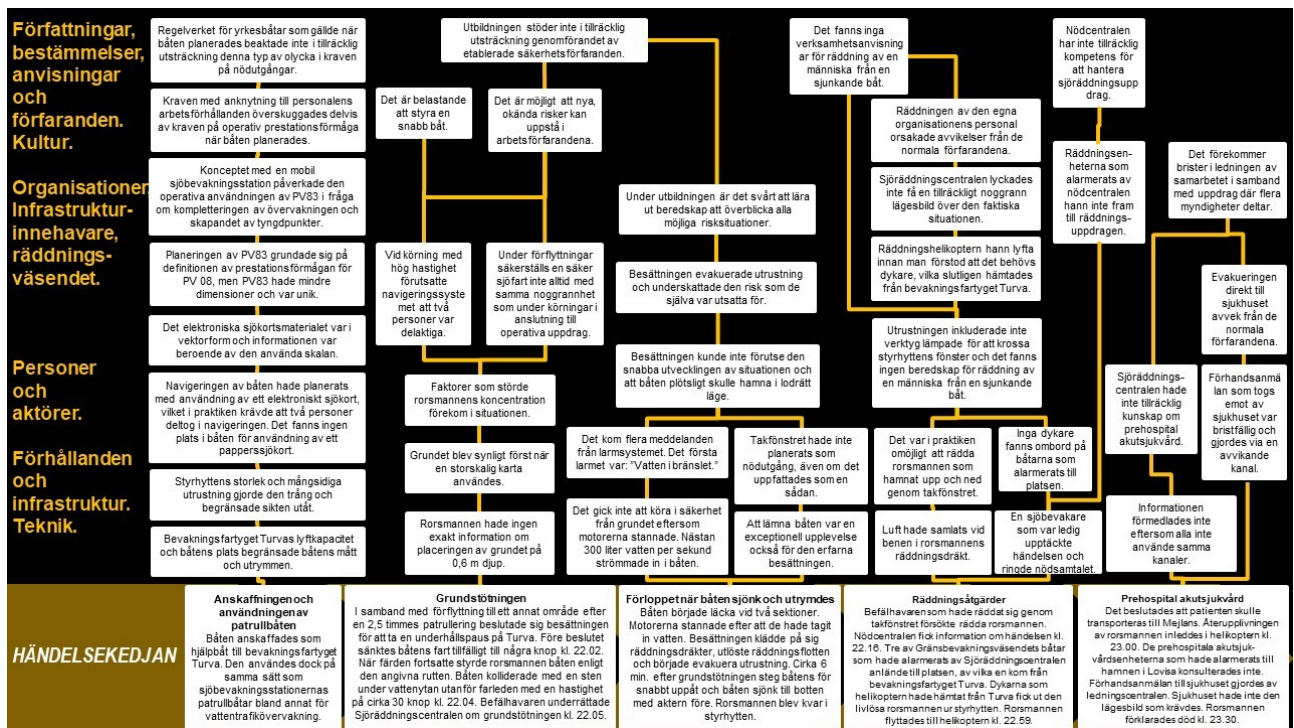 Författningar,
bestämmelser,
anvisningar
och
förfaranden.
Kultur.
Organisationer,
Infrastruktur-
innehavare,
räddnings-
väsendet.
Personer
och
aktörer.
Förhållanden
och
infrastruktur.
Teknik.
Regelverket för yrkesbåtar som gällde när
båten planerades beaktade inte i tillräcklig
utsträckning denna typ av olycka i kraven
på nödutgångar.
Kraven med anknytning till personalens
arbetsförhållanden överskuggades delvis
av kraven på operativ prestationsförmåga
när båten planerades.
Konceptet med en mobil
sjöbevakningsstation påverkade den
operativa användningen av PV83 i fråga
om kompletteringen av övervakningen och
skapandet av tyngdpunkter.
Planeringen av PV83 grundade sig på
definitionen av prestationsförmågan för
PV 08, men PV83 hade mindre
dimensioner och var unik.
Det elektroniska sjökortsmaterialet var i
vektorform och informationen var
beroende av den använda skalan.
Navigeringen av båten hade planerats
med användning av ett elektroniskt sjökort,
vilket i praktiken krävde att två personer
deltog i navigeringen. Det fanns ingen
plats i båten för användning av ett
papperssjökort.
Styrhyttens storlek och mångsidiga
utrustning gjorde den trång och
begränsade sikten utåt.
Bevakningsfartyget Turvas lyftkapacitet
och båtens plats begränsade båtens mått
och utrymmen.
Utbildningen stöder inte i tillräcklig
utsträckning genomförandet av
etablerade säkerhetsförfaranden.
Det är belastande
att styra en
snabb båt.
Det är möjligt att nya,
okända risker kan
uppstå i
arbetsförfarandena.
Vid körning med
hög hastighet
förutsatte
navigeringssyste
met att två
personer var
delaktiga.
Under förflyttningar
säkerställs en säker
sjöfart inte alltid med
samma noggrannhet
som under körningar i
anslutning till
operativa uppdrag.
Faktorer som störde
rorsmannens koncentration
förekom i situationen.
Grundet blev synligt först när
en storskalig karta
användes.
Rorsmannen hade ingen
exakt information om
placeringen av grundet på
0,6 m djup.
Under utbildningen är det svårt att lära
ut beredskap att överblicka alla
möjliga risksituationer.
Besättningen evakuerade utrustning
och underskattade den risk som de
själva var utsatta för.
Besättningen kunde inte förutse den
snabba utvecklingen av situationen och
att båten plötsligt skulle hamna i lodrätt
läge.
Det kom flera meddelanden
från larmsystemet. Det första
larmet var: ”Vatten i bränslet.”
Takfönstret hade inte
planerats som
nödutgång, även om det
uppfattades som en
sådan.
Det gick inte att köra i säkerhet
från grundet eftersom
motorerna stannade. Nästan
300 liter vatten per sekund
strömmade in i båten.
Att lämna båten var en
exceptionell upplevelse
också för den erfarna
besättningen.
Det fanns inga
verksamhetsanvisning
ar för räddning av en
människa från en
sjunkande båt.
Räddningen av den egna
organisationens personal
orsakade avvikelser från de
normala förfarandena.
Sjöräddningscentralen lyckades
inte få en tillräckligt noggrann
lägesbild över den faktiska
situationen.
Räddningshelikoptern hann lyfta
innan man förstod att det behövs
dykare, vilka slutligen hämtades
från bevakningsfartyget Turva.
Utrustningen inkluderade inte
verktyg lämpade för att krossa
styrhyttens fönster och det fanns
ingen beredskap för räddning av
en människa från en sjunkande
båt.
Det var i praktiken
omöjligt att rädda
rorsmannen som
hamnat upp och ned
genom takfönstret.
Inga dykare
fanns ombord på
båtarna som
alarmerats till
platsen.
Luft hade samlats vid
benen i rorsmannens
räddningsdräkt.
En sjöbevakare
som var ledig
upptäckte
händelsen och
ringde nödsamtalet.
Nödcentralen
har inte tillräcklig
kompetens för
att hantera
sjöräddningsupp
drag.
Räddningsen-
heterna som
alarmerats av
nödcentralen
hann inte fram
till räddnings-
uppdragen.
Det förekommer
brister i ledningen av
samarbetet i samband
med uppdrag där flera
myndigheter deltar.
Evakueringen
direkt till
sjukhuset
avvek från de
normala
förfarandena.
Sjöräddnings-
centralen hade
inte tillräcklig
kunskap om
prehospital
akutsjukvård.
Förhandsanmä
lan som togs
emot av
sjukhuset var
bristfällig och
gjordes via en
avvikande
kanal.
Informationen
förmedlades inte
eftersom alla inte
använde samma
kanaler.
HÄNDELSEKEDJAN
Anskaffningen och
användningen av
patrullbåten
Båten anskaffades som
hjälpbåt till bevakningsfartyget
Turva. Den användes dock på
samma sätt som
sjöbevakningsstationernas
patrullbåtar bland annat för
vattentrafikövervakning.
Grundstötningen
I samband med förflyttning till ett annat område efter
en 2,5 timmes patrullering beslutade sig besättningen
för att ta en underhållspaus på Turva. Före beslutet
sänktes båtens fart tillfälligt till några knop kl. 22.02.
När färden fortsatte styrde rorsmannen båten enligt
den angivna rutten. Båten kolliderade med en sten
under vattenytan utanför farleden med en hastighet
på cirka 30 knop kl. 22.04. Befälhavaren underrättade
Sjöräddningscentralen om grundstötningen kl. 22.05.
Förloppet när båten sjönk och utrymdes
Båten började läcka vid två sektioner.
Motorerna stannade efter att de hade tagit
in vatten. Besättningen klädde på sig
räddningsdräkter, utlöste räddningsflotten
och började evakuera utrustning. Cirka 6
min. efter grundstötningen steg båtens för
snabbt uppåt och båten sjönk till botten
med aktern före. Rorsmannen blev kvar i
styrhytten.
Räddningsåtgärder
Befälhavaren som hade räddat sig genom
takfönstret försökte rädda rorsmannen.
Nödcentralen fick information om händelsen kl.
22.16. Tre av Gränsbevakningsväsendets båtar
som hade alarmerats av Sjöräddningscentralen
anlände till platsen, av vilka en kom från
bevakningsfartyget Turva. Dykarna som
helikoptern hade hämtat från Turva fick ut den
livlösa rorsmannen ur styrhytten. Rorsmannen
flyttades till helikoptern kl. 22.59.
Prehospital akutsjukvård
Det beslutades att patienten skulle
transporteras till Mejlans. Återupplivningen
av rorsmannen inleddes i helikoptern kl.
23.00. De prehospitala akutsjuk-
vårdsenheterna som hade alarmerats till
hamnen i Lovisa konsulterades inte.
Förhandsanmälan till sjukhuset gjordes av
ledningscentralen. Sjukhuset hade inte den
lägesbild som krävdes. Rorsmannen
förklarades död kl. 23.30.